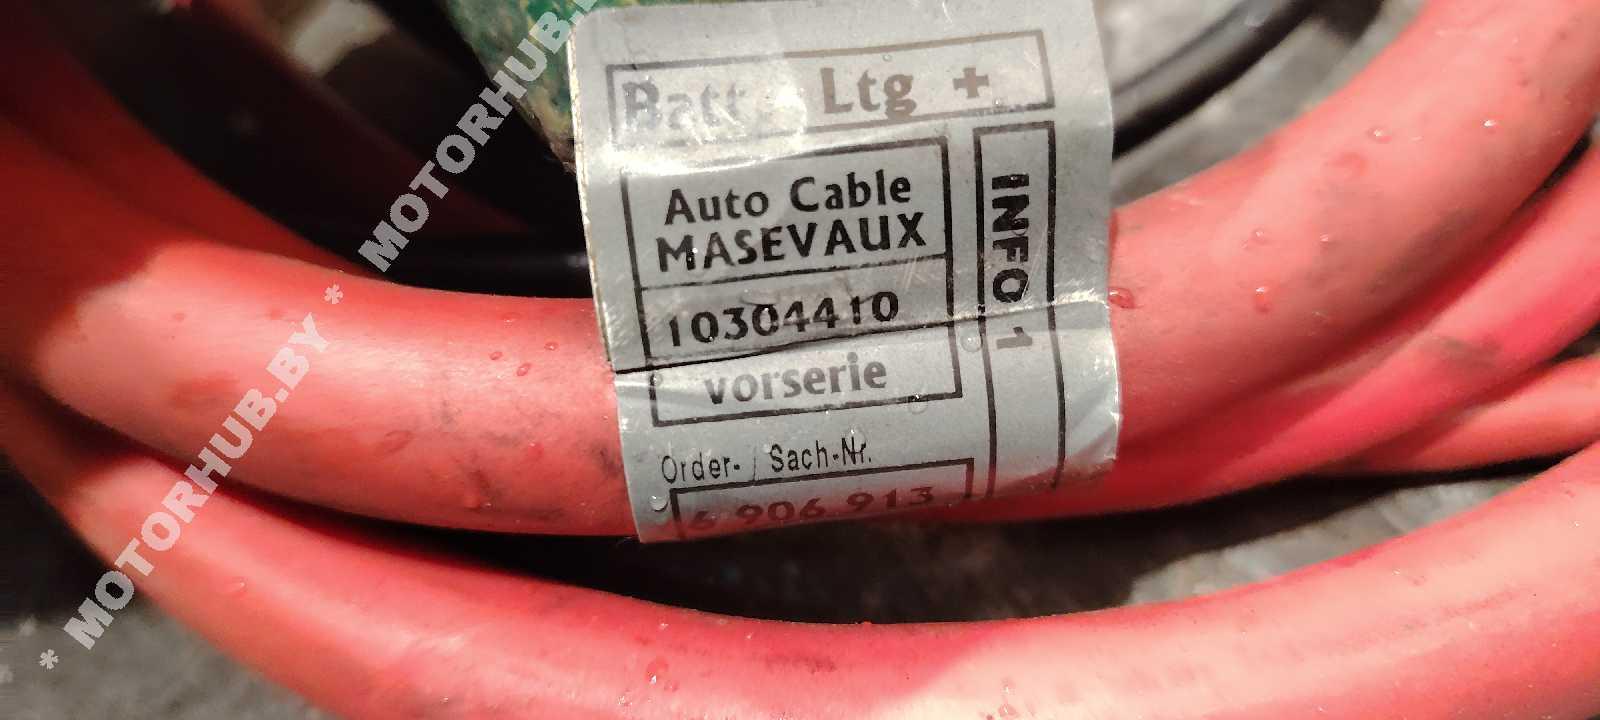 Batt - Ltg +
Auto Cable
MASEVAUX
10304410
vorserie
INFO 1
Order- / Sach-Nr.
6 906 913
* MOTORHUB.BY * MOTORHUB.BY * MOTORHUB.